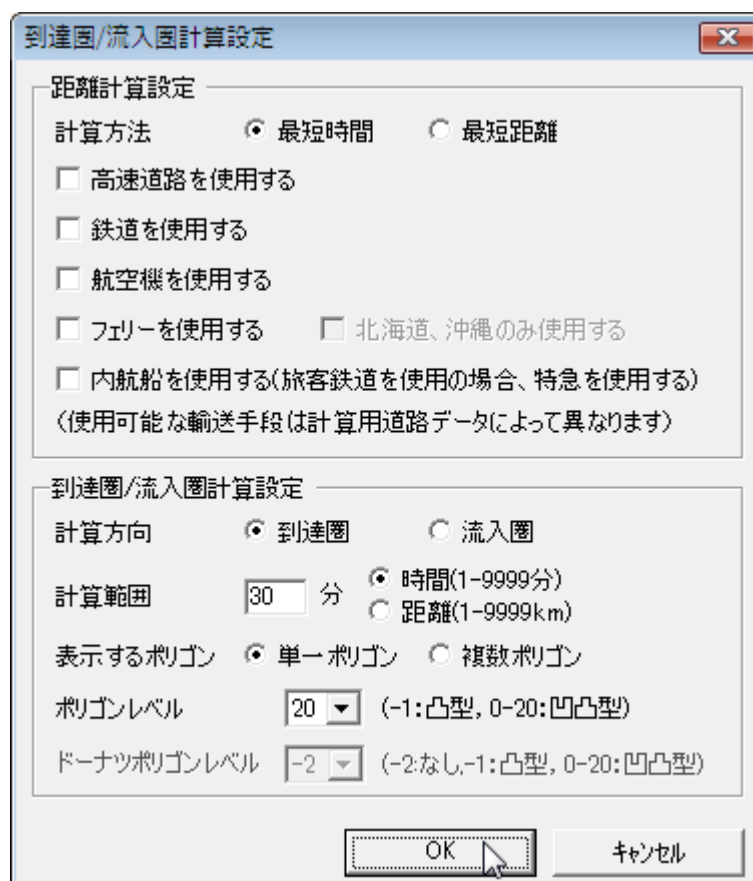 到達圏/流入圏計算設定
距離計算設定
計算方法 最短時間 最短距離
高速道路を使用する
鉄道を使用する
航空機を使用する
フェリーを使用する 北海道、沖縄のみ使用する
内航船を使用する(旅客鉄道を使用の場合、特急を使用する)
(使用可能な輸送手段は計算用道路データによって異なります)
到達圏/流入圏計算設定
計算方向 到達圏 流入圏
計算範囲 30 分 時間(1-9999分)
距離(1-9999km)
表示するポリゴン 単一ポリゴン 複数ポリゴン
ポリゴンレベル 20 (-1:凸型, 0-20:凹凸型)
ドーナツポリゴンレベル -2 (-2:なし,-1:凸型, 0-20:凹凸型)
OK キャンセル